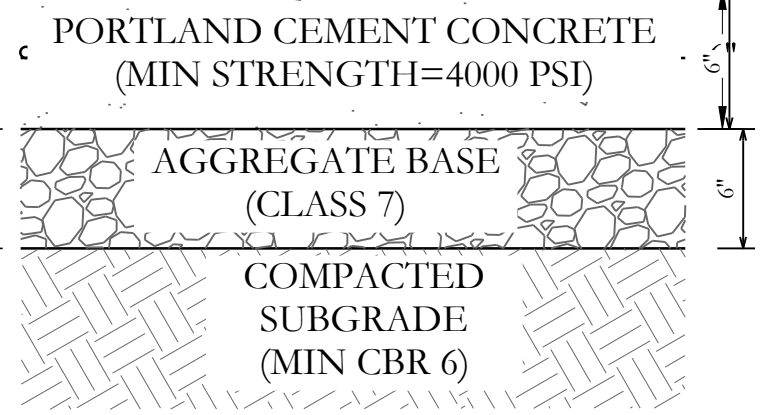 PORTLAND CEMENT CONCRETE
(MIN STRENGTH=4000 PSI)
6"
AGGREGATE BASE
(CLASS 7)
6"
COMPACTED
SUBGRADE
(MIN CBR 6)